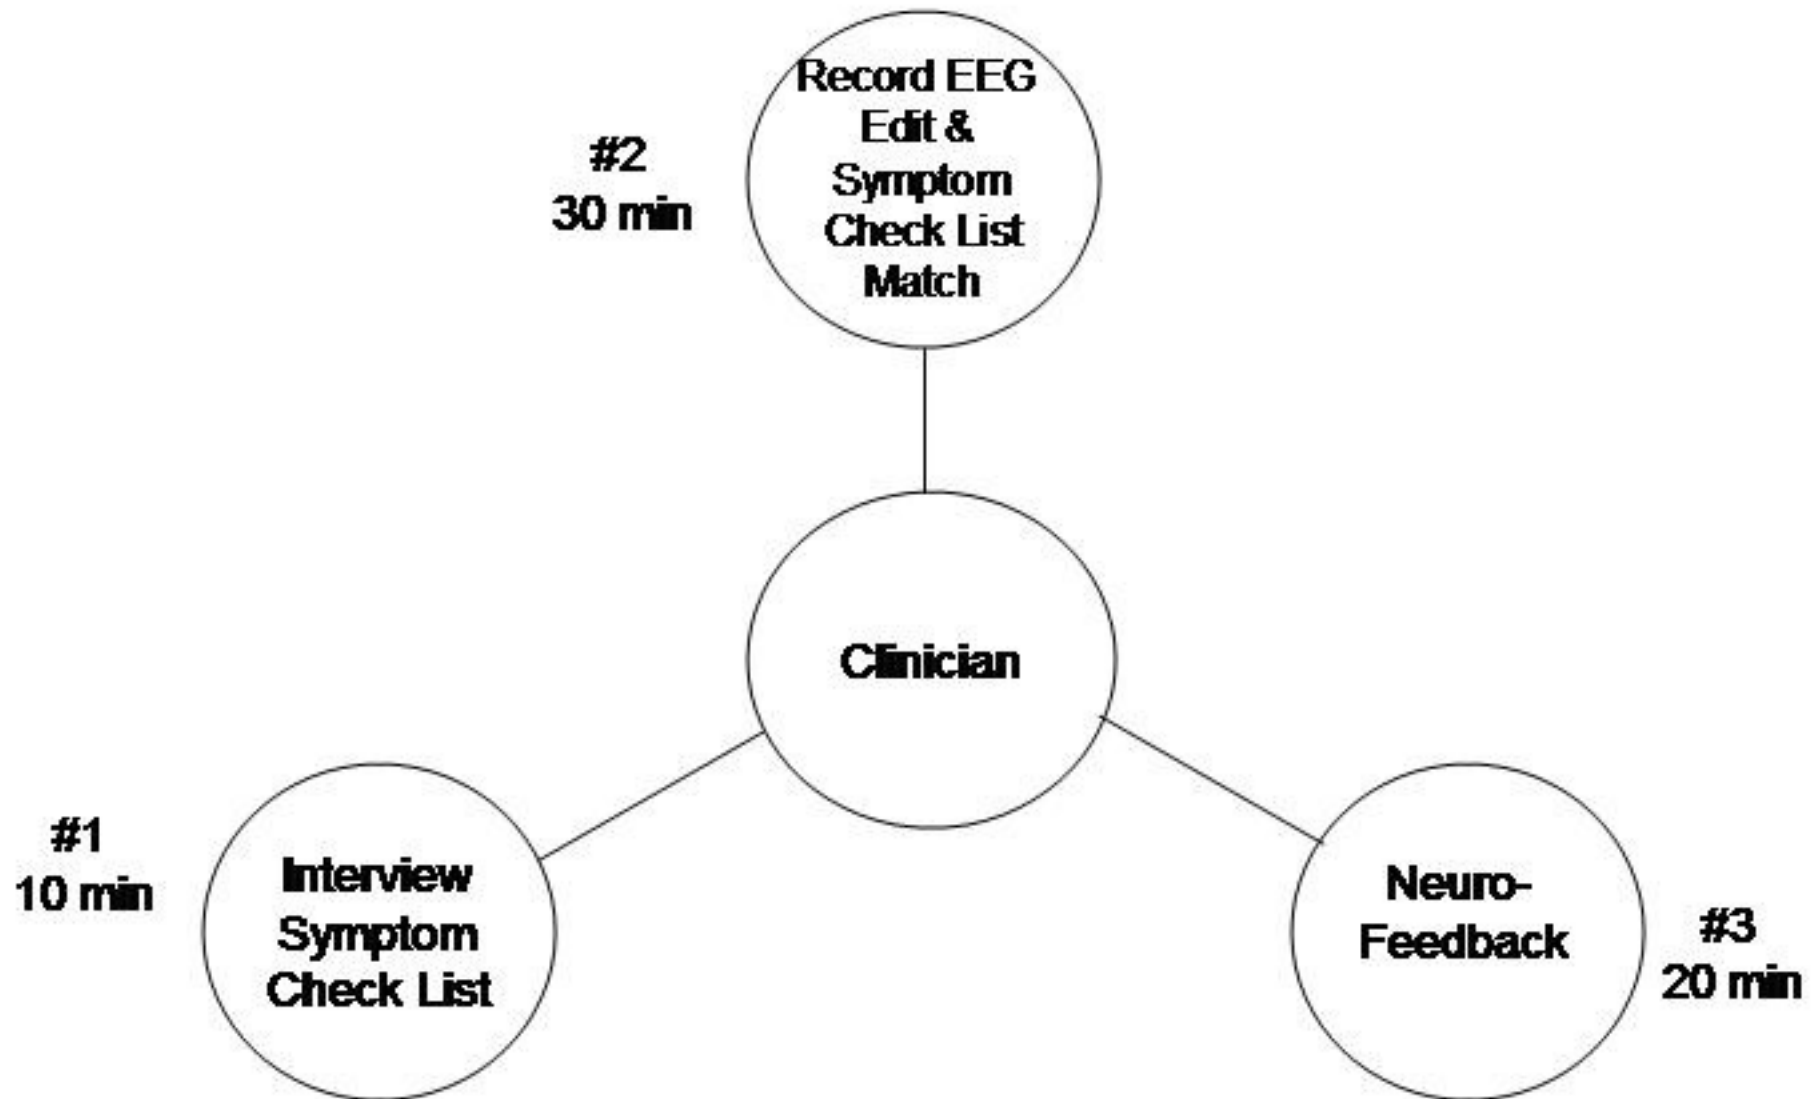 Record EEG
Edit &
Symptom
Check List
Match
#2
30 min
Clinician
#1
10 min
Interview
Symptom
Check List
Neuro-
Feedback
#3
20 min